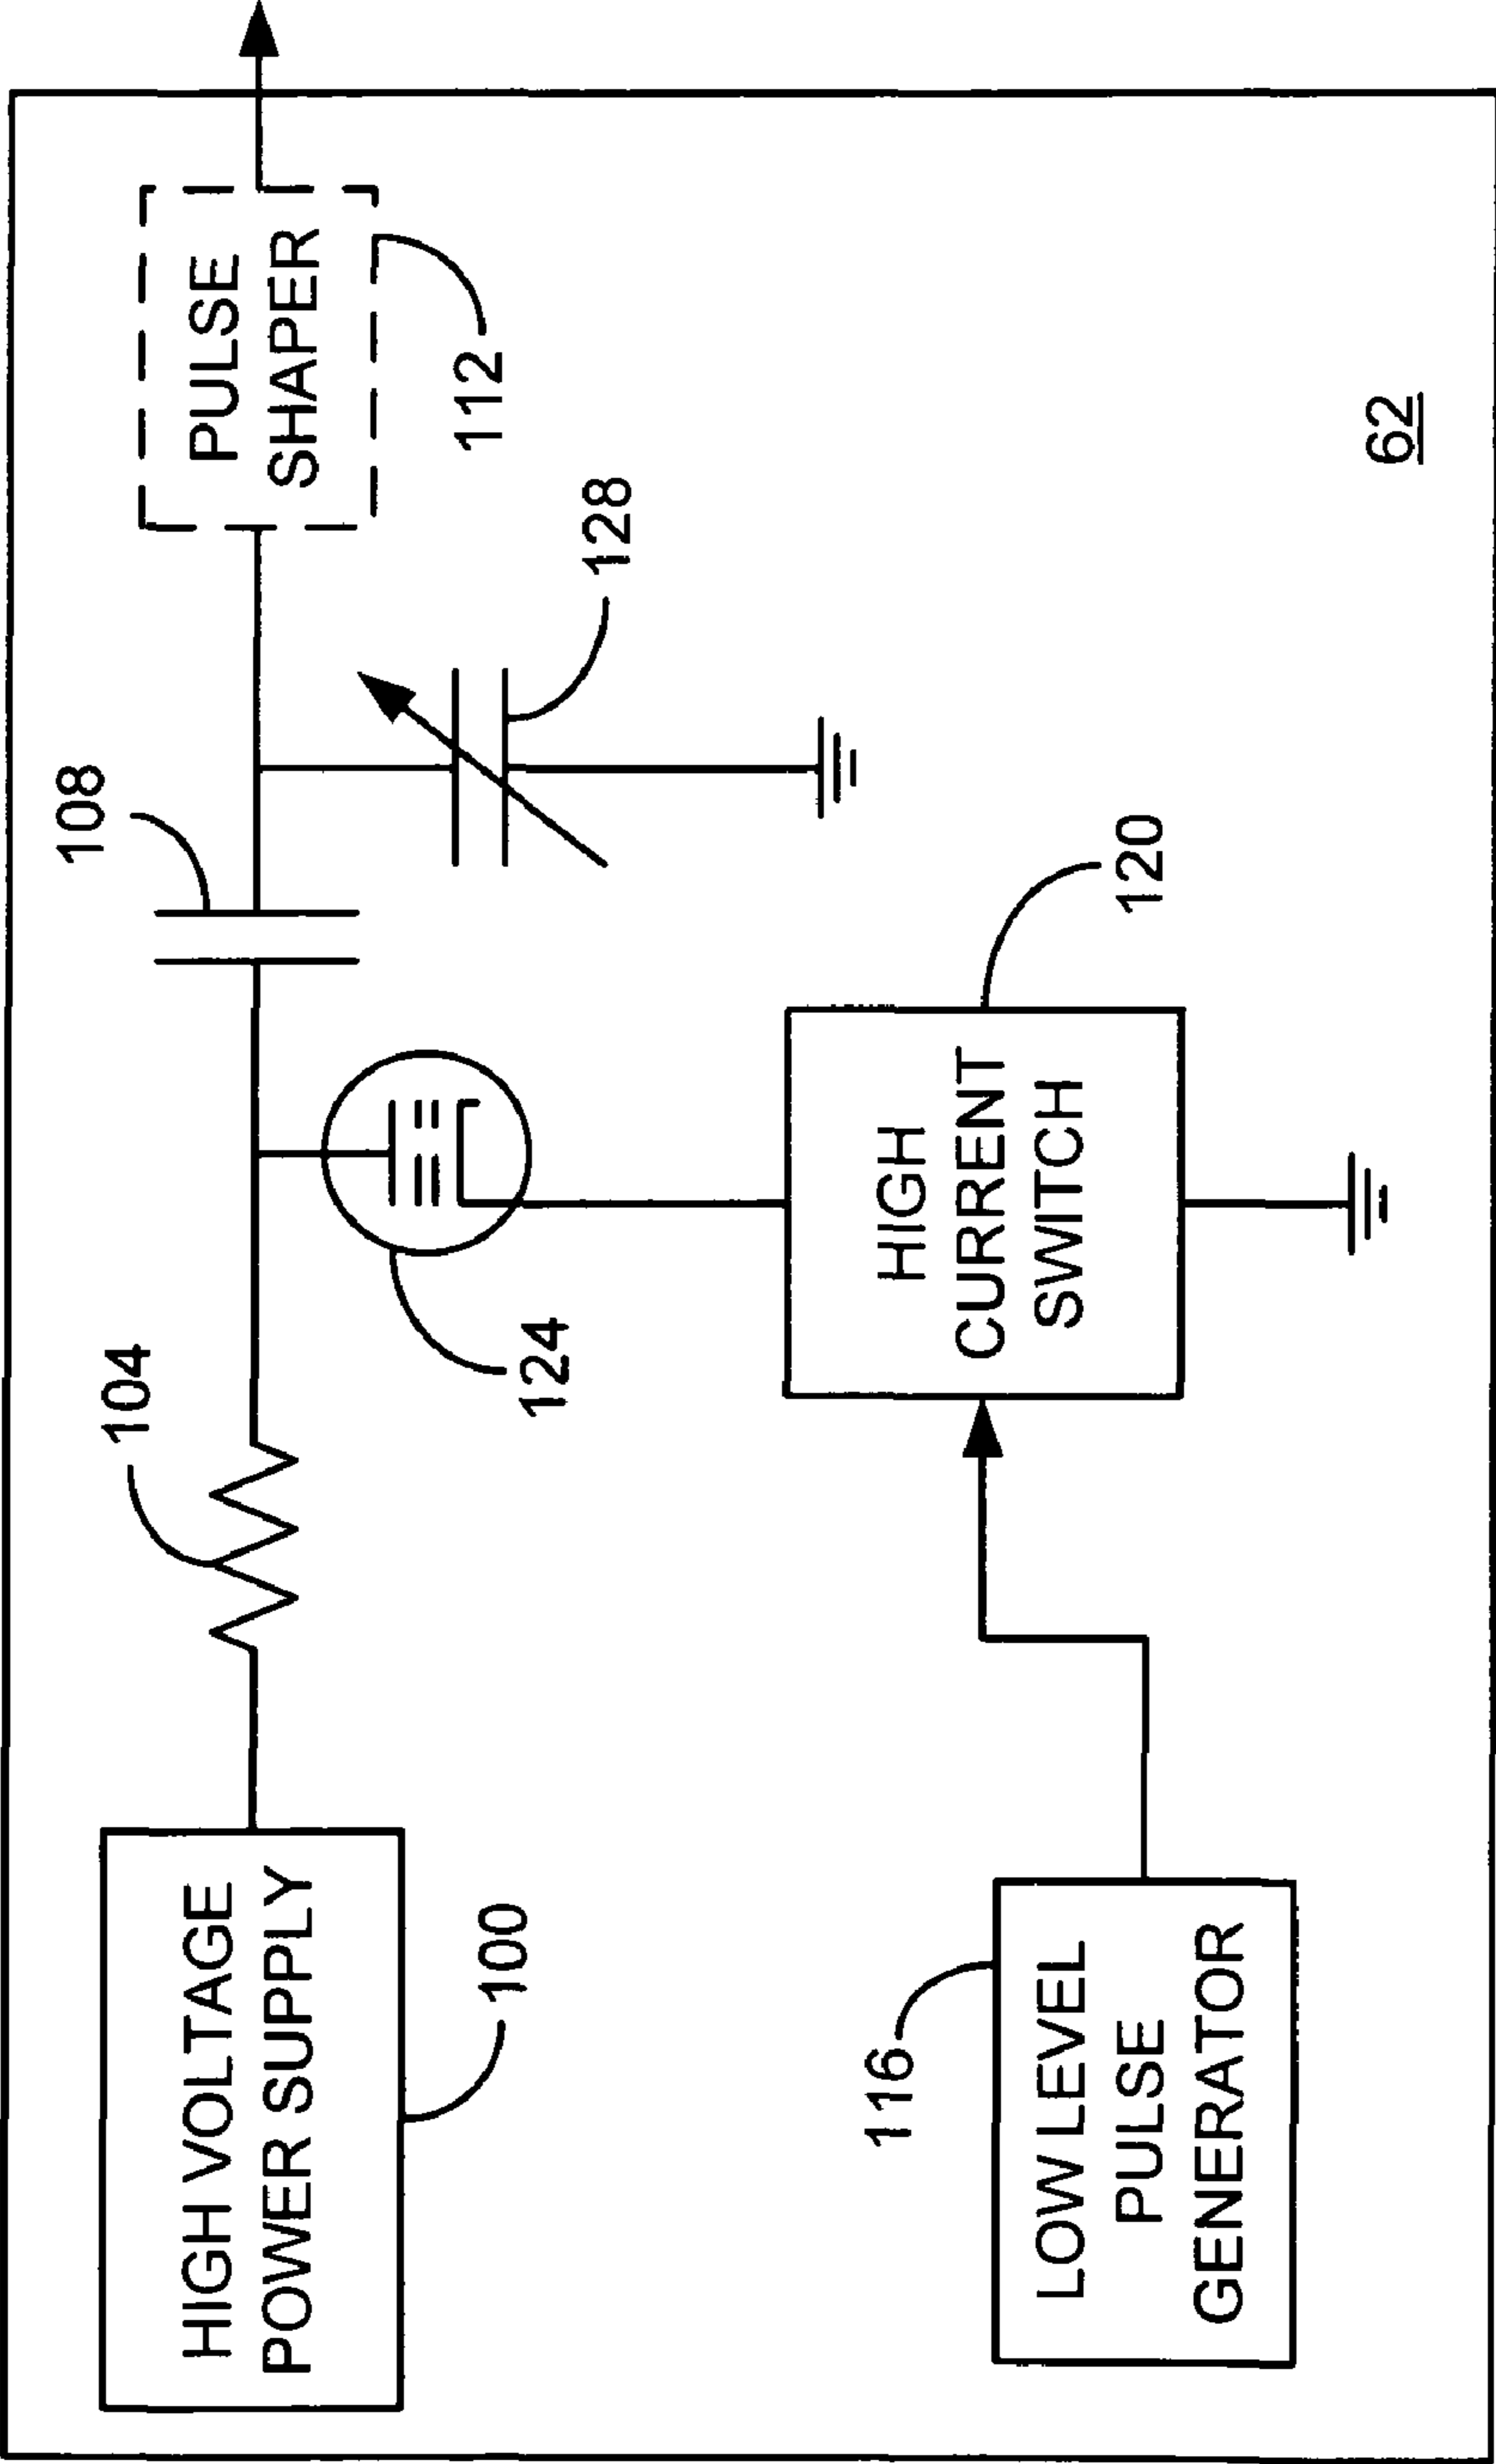 108
104
PULSE
SHAPER
HIGH VOLTAGE
POWER SUPPLY
112
100
124
128
116
HIGH
CURRENT
SWITCH
120
LOW LEVEL
PULSE
GENERATOR
62